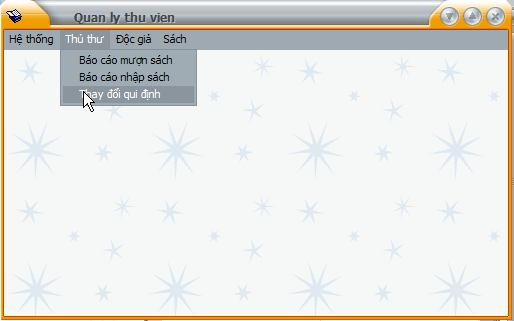 Quan ly thu vien
Hệ thống Thủ thư Độc giả Sách
Báo cáo mượn sách
Báo cáo nhập sách
Thay đổi qui định